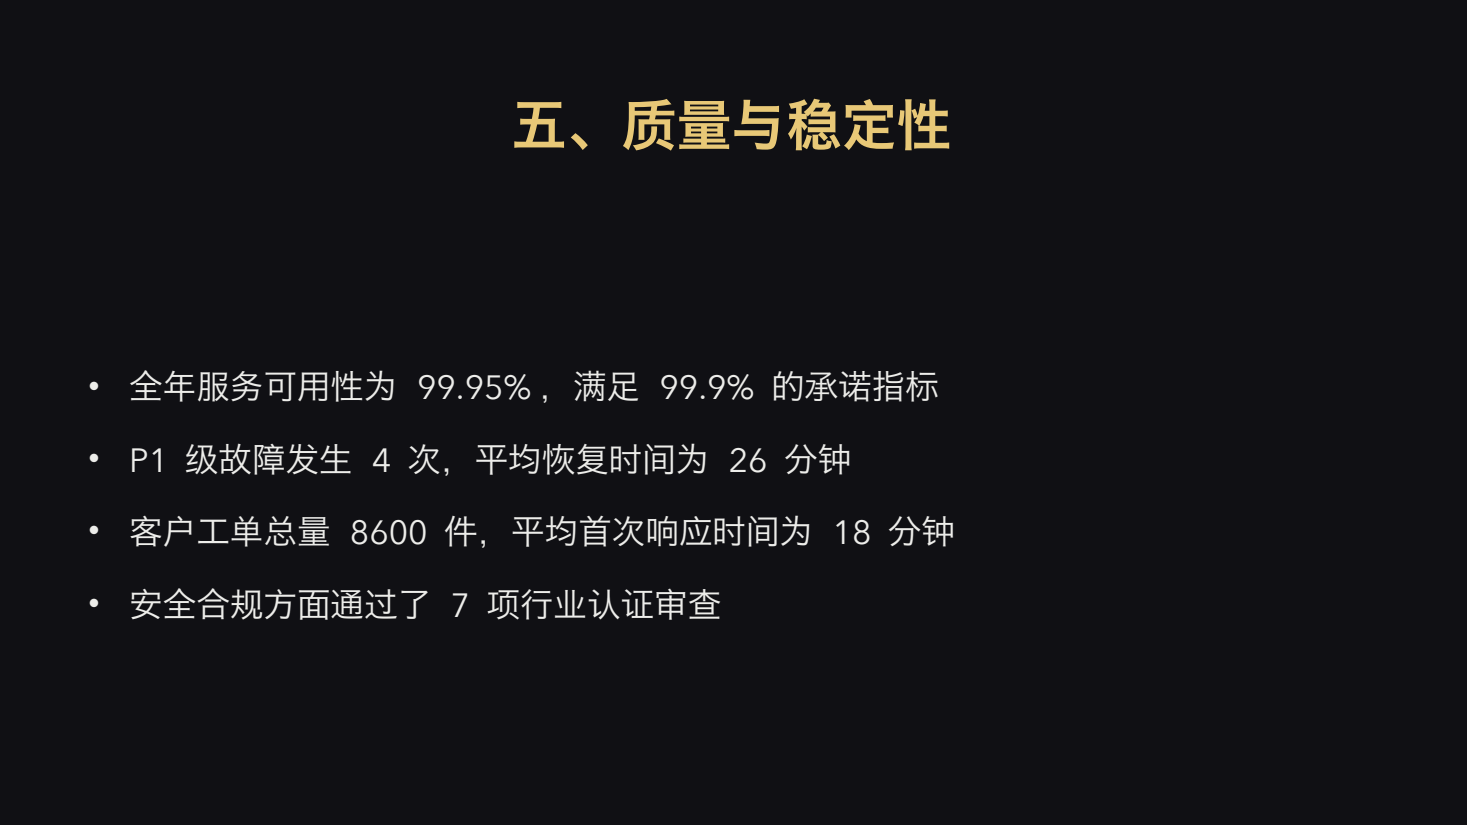 五、质量与稳定性
• 全年服务可用性为 99.95%，满足 99.9% 的承诺指标
• P1 级故障发生 4 次，平均恢复时间为 26 分钟
• 客户工单总量 8600 件，平均首次响应时间为 18 分钟
• 安全合规方面通过了 7 项行业认证审查